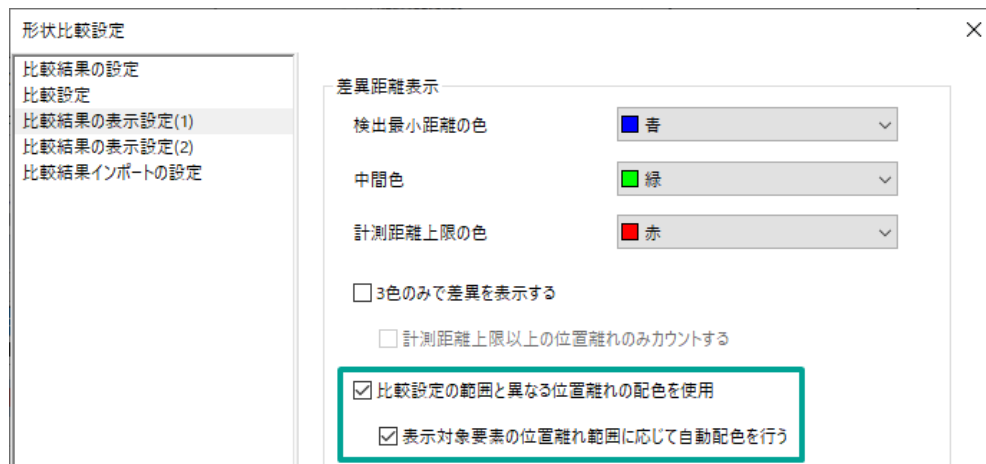 形状比較設定
比較結果の設定
比較設定
比較結果の表示設定(1)
比較結果の表示設定(2)
比較結果インポートの設定
差異距離表示
検出最小距離の色
青
中間色
緑
計測距離上限の色
赤
3色のみで差異を表示する
計測距離上限以上の位置離れのみカウントする
比較設定の範囲と異なる位置離れの配色を使用
表示対象要素の位置離れ範囲に応じて自動配色を行う